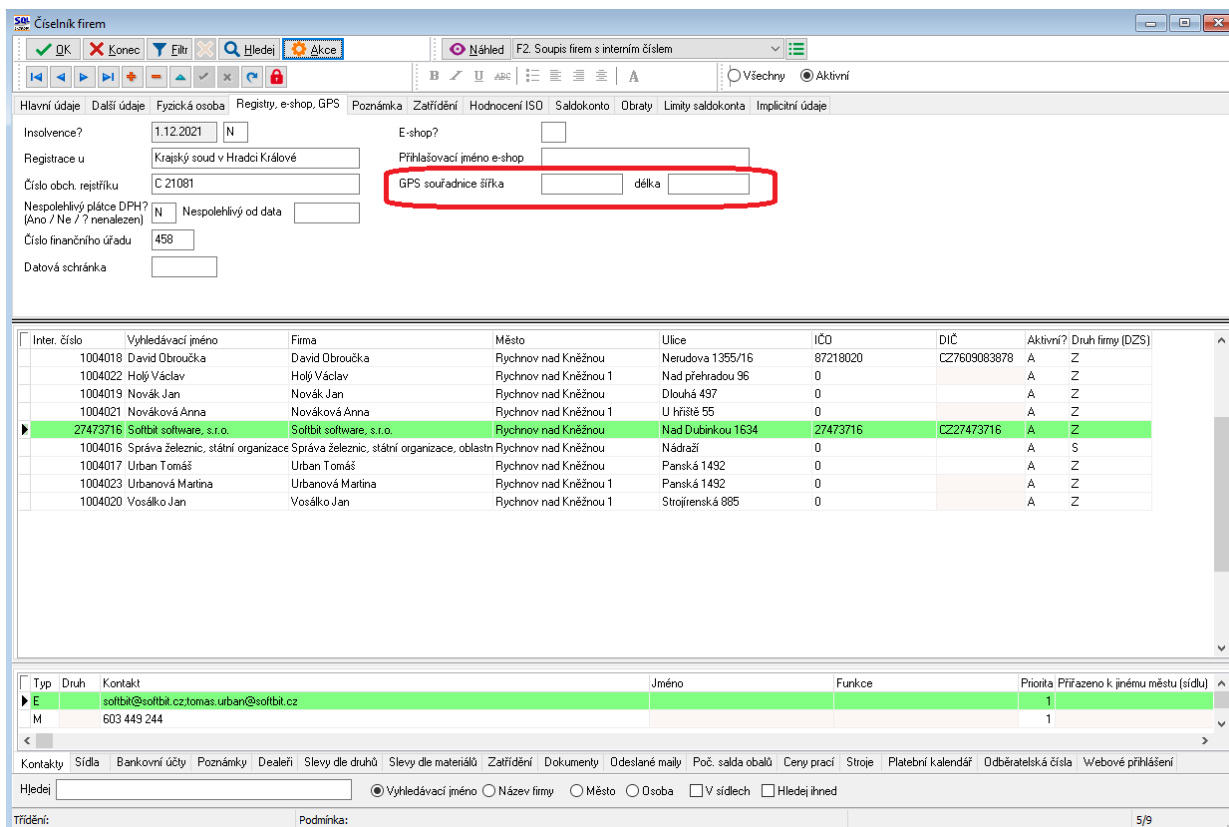 Číselník firem
OK Konec Filtr Hledej Akce Náhled F2. Soupis firem s interním číslem
B I U ABC A Všechny Aktivní
Hlavní údaje Další údaje Fyzická osoba Registry, e-shop, GPS Poznámka Zatřídění Hodnocení ISO Saldokonto Obraty Limity saldokonta Implicitní údaje
Insolvence? 1.12.2021 N E-shop?
Registrace u Krajský soud v Hradci Králové Přihlašovací jméno e-shop
Číslo obch. rejstříku C 21081 GPS souřadnice šířka délka
Nespolehlivý plátce DPH?
(Ano / Ne / ? nenalezen) N Nespolehlivý od data
Číslo finančního úřadu 458
Datová schránka
Inter. číslo Vyhledávací jméno Firma Město Ulice IČO DIČ Aktivní? Druh firmy (DZS)
1004018 David Obroučka David Obroučka Rychnov nad Kněžnou Nerudova 1355/16 87218020 CZ7609083878 A Z
1004022 Holý Václav Holý Václav Rychnov nad Kněžnou 1 Nad přehradou 96 0 A Z
1004019 Novák Jan Novák Jan Rychnov nad Kněžnou Dlouhá 497 0 A Z
1004021 Nováková Anna Nováková Anna Rychnov nad Kněžnou 1 U hřiště 55 0 A Z
27473716 Softbit software, s.r.o. Softbit software, s.r.o. Rychnov nad Kněžnou Nad Dubinkou 1634 27473716 CZ27473716 A Z
1004016 Správa železnic, státní organizace Správa železnic, státní organizace, oblastn Rychnov nad Kněžnou Nádraží 0 A S
1004017 Urban Tomáš Urban Tomáš Rychnov nad Kněžnou Panská 1492 0 A Z
1004023 Urbanová Martina Urbanová Martina Rychnov nad Kněžnou 1 Panská 1492 0 A Z
1004020 Vosálko Jan Vosálko Jan Rychnov nad Kněžnou 1 Strojírenská 885 0 A Z
Typ Druh Kontakt Jméno Funkce Priorita Přiřazeno k jinému městu (sídlu)
E softbit@softbit.cz;tomas.urban@softbit.cz 1
M 603 449 244 1
Kontakty Sídla Bankovní účty Poznámky Dealeři Slevy dle druhů Slevy dle materiálů Zatřídění Dokumenty Odeslané maily Poč. salda obalů Ceny prací Stroje Platební kalendář Odběratelská čísla Webové přihlášení
Hledej Vyhledávací jméno Název firmy Město Osoba V sídlech Hledej ihned
Třídění: Podmínka: 5/9